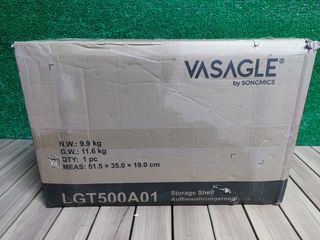 VASAGLE®
by SONGMICS
N.W.: 9.9 kg
G.W.: 11.6 kg
QTY: 1 pc
MEAS: 51.5 × 35.0 × 19.0 cm
LGT500A01
Storage Shelf
Aufbewahrungsregal